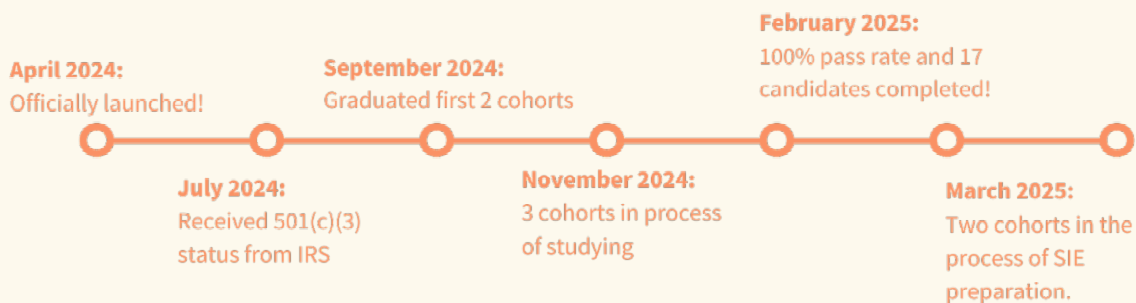 April 2024:
Officially launched!
July 2024:
Received 501(c)(3)
status from IRS
September 2024:
Graduated first 2 cohorts
November 2024:
3 cohorts in process
of studying
February 2025:
100% pass rate and 17
candidates completed!
March 2025:
Two cohorts in the
process of SIE
preparation.